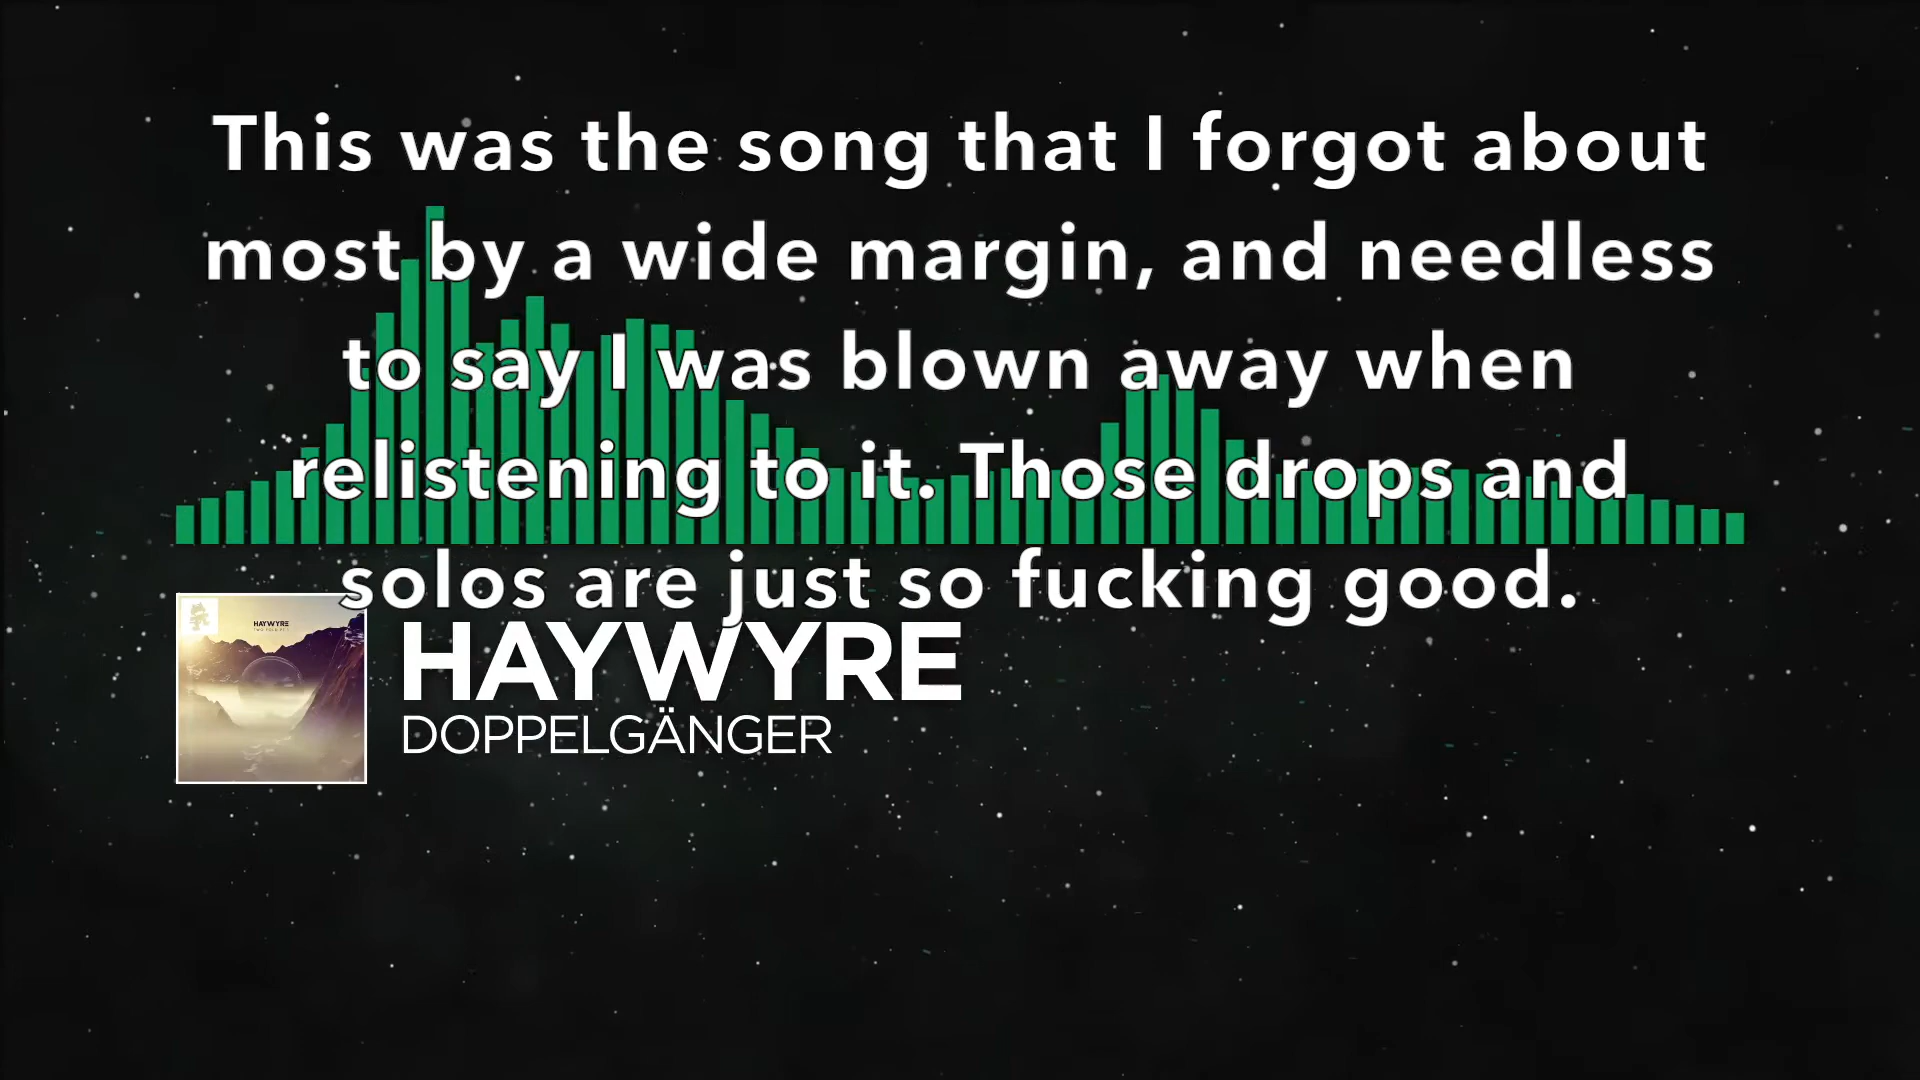 This was the song that I forgot about
most by a wide margin, and needless
to say I was blown away when
relistening to it. Those drops and
solos are just so fucking good.
HAYWYRE
HAYWYRE
DOPPELGÄNGER